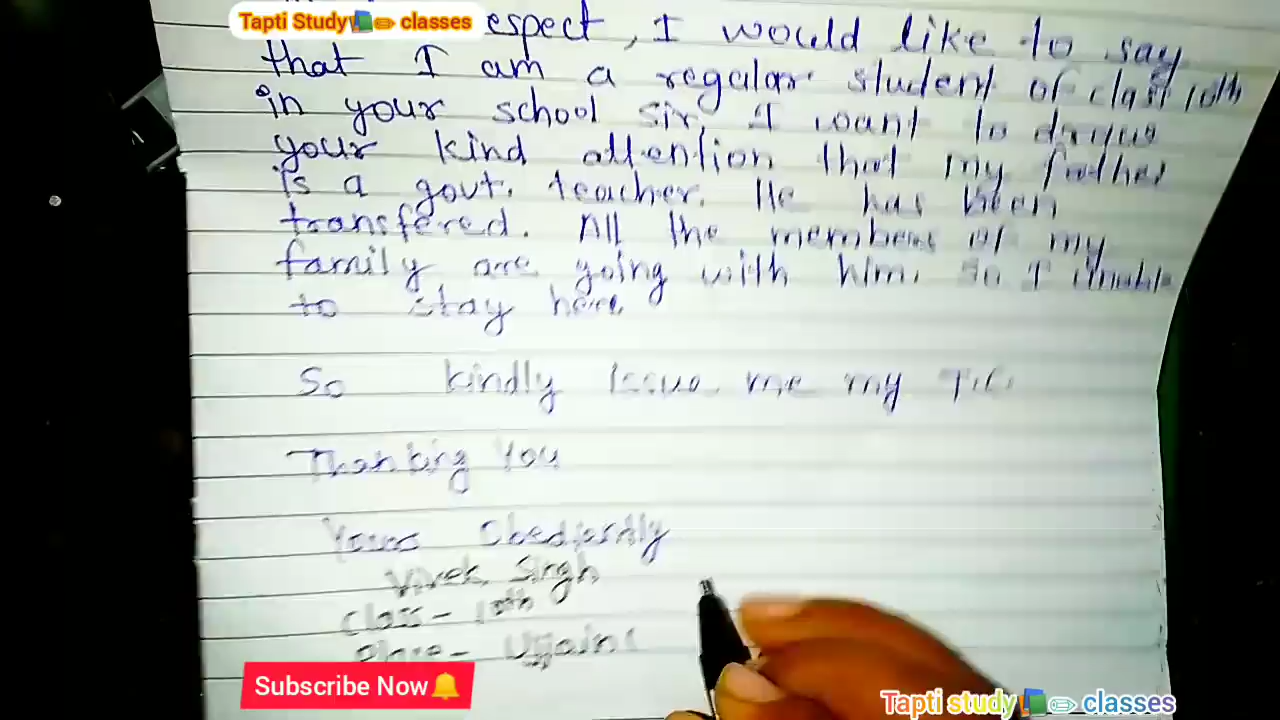 Tapti Study📚✏ classes
espect, I would like to say
that I am a regular student of class 10th
in your school sir, I want to
your kind attention that my father
is a govt. teacher. He has been
transfered. All the members of my
family are going with him. So I unable
to stay here
So kindly issue me my T.C.
Thanking You
Yours Obediently
Vivek Singh
Class - 10th
Place - Ujjain
Subscribe Now🔔
Tapti study📚✏ classes